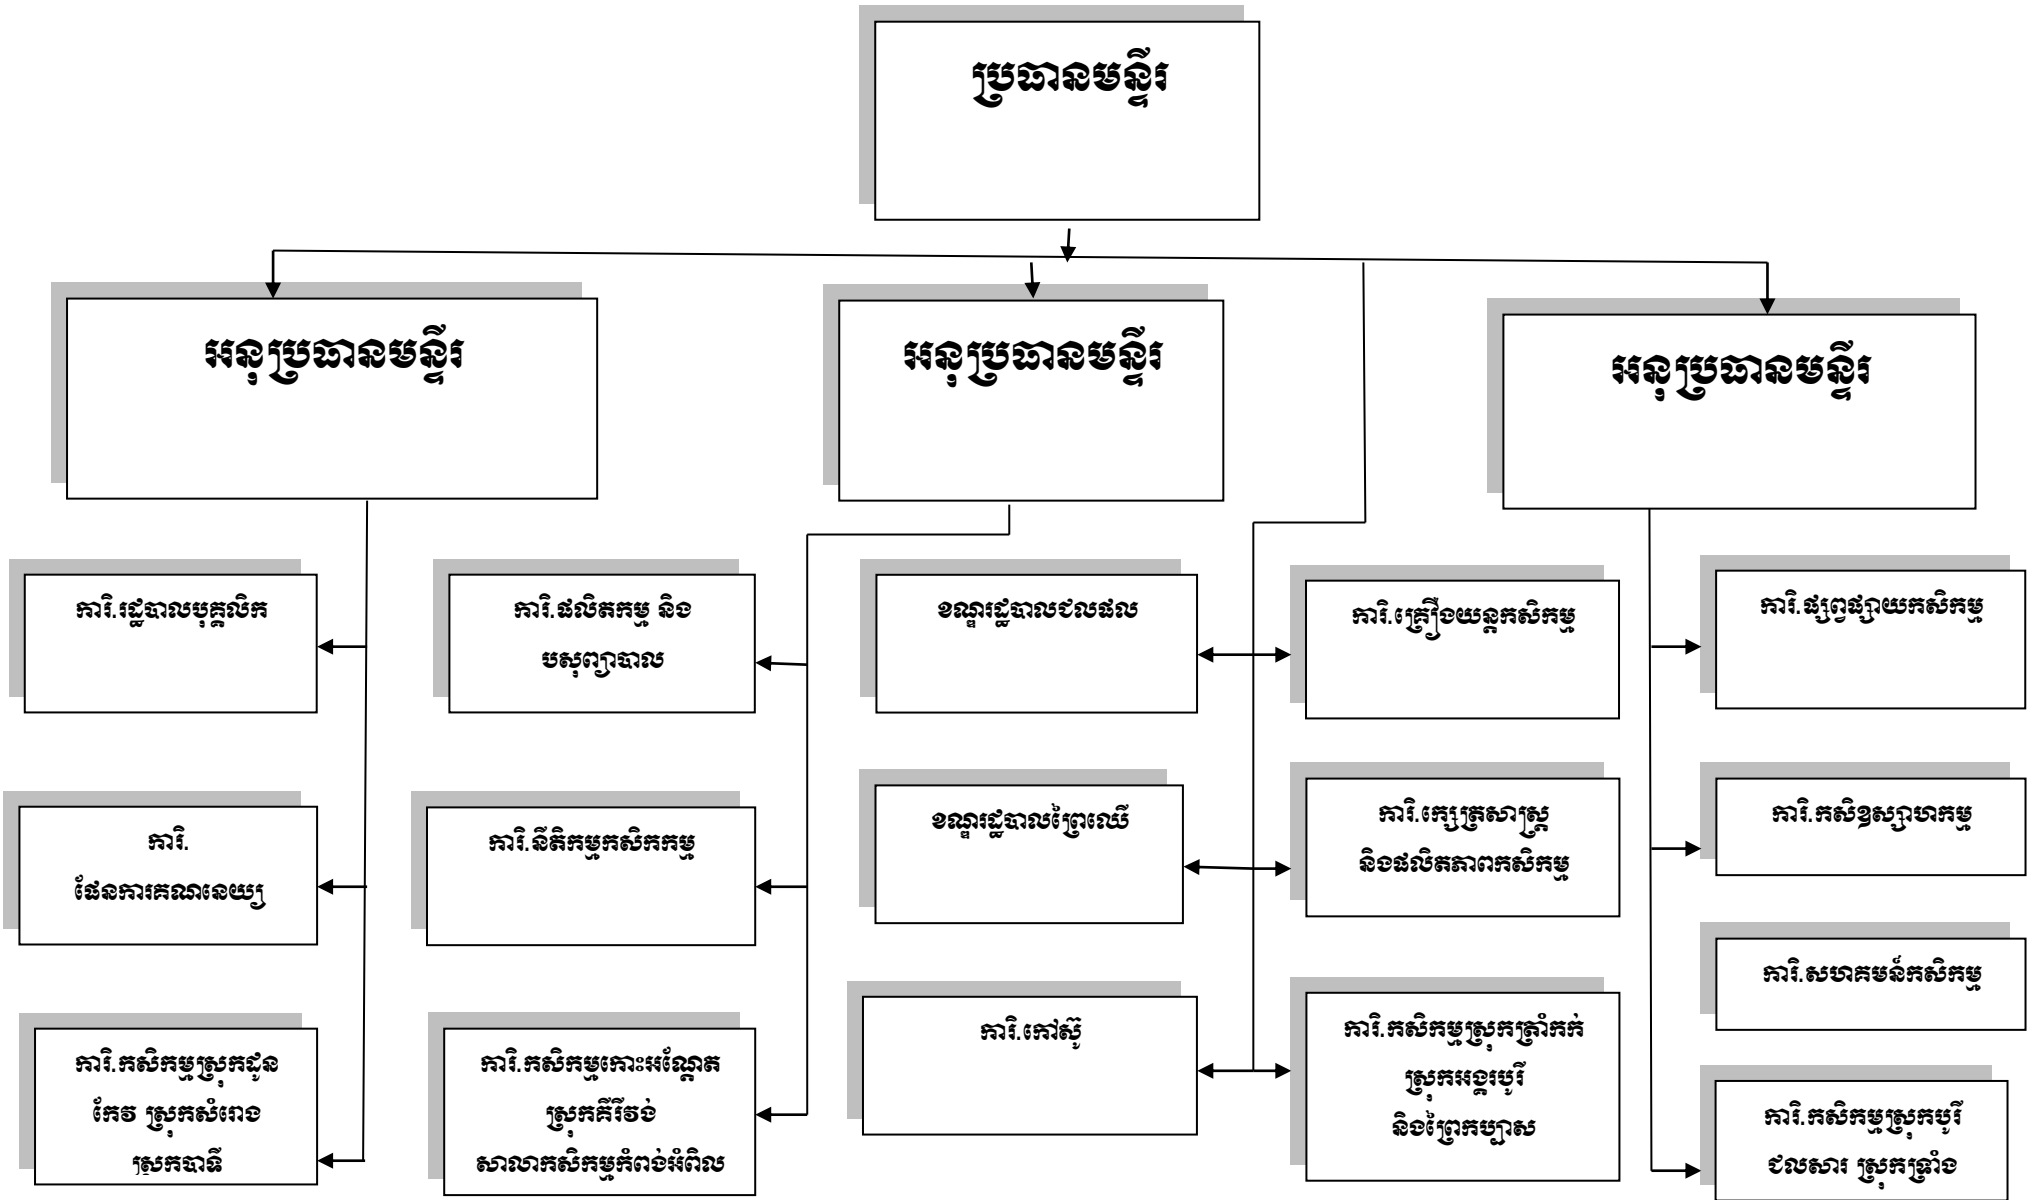 ប្រធានមន្ទីរ
អនុប្រធានមន្ទីរ
អនុប្រធានមន្ទីរ
អនុប្រធានមន្ទីរ
ការិ.រដ្ឋបាលបុគ្គលិក
ការិ.ផលិតកម្ម និង
បសុព្យាបាល
ខណ្ឌរដ្ឋបាលជលផល
ការិ.គ្រឿងយន្តកសិកម្ម
ការិ.ផ្សព្វផ្សាយកសិកម្ម
ការិ.
ផែនការគណនេយ្យ
ការិ.នីតិកម្មកសិកកម្ម
ខណ្ឌរដ្ឋបាលព្រៃឈើ
ការិ.ក្សេត្រសាស្ត្រ
និងផលិតភាពកសិកម្ម
ការិ.កសិឧស្សាហកម្ម
ការិ.សហគមន៍កសិកម្ម
ការិ.កសិកម្មស្រុកដូន
កែវ ស្រុកសំរោង
ស្រុកបាទី
ការិ.កសិកម្មកោះអណ្តែត
ស្រុកគីរីវង់
សាលាកសិកម្មកំពង់អំពិល
ការិ.កៅស៊ូ
ការិ.កសិកម្មស្រុកត្រាំកក់
ស្រុកអង្គរបូរី
និងព្រៃកប្បាស
ការិ.កសិកម្មស្រុកបូរី
ជលសារ ស្រុកទ្រាំង